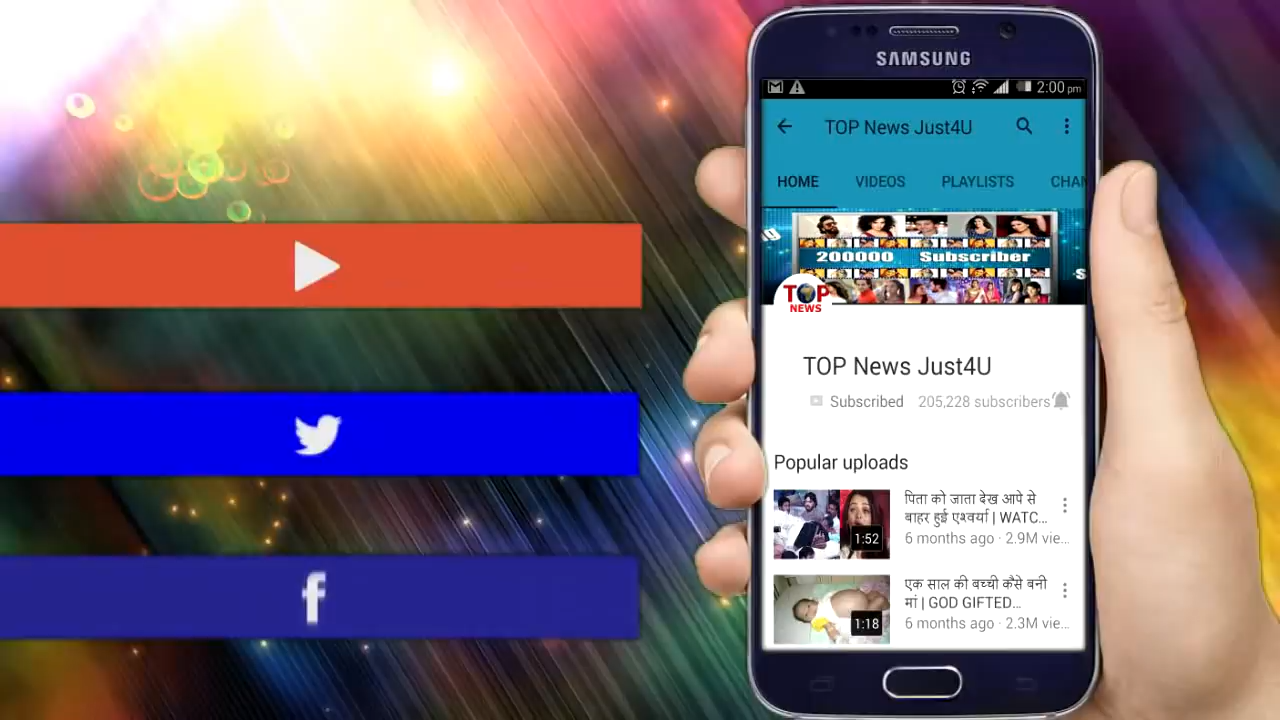 SAMSUNG
2:00 pm
TOP News Just4U
HOME VIDEOS PLAYLISTS CHAN
200000 Subscriber
TOP
NEWS
TOP News Just4U
Subscribed 205,228 subscribers
Popular uploads
पिता को जाता देख आपे से
बाहर हुई एश्वर्या | WATC...
1:52
6 months ago · 2.9M vie...
एक साल की बच्ची कैसे बनी
मां | GOD GIFTED...
1:18
6 months ago · 2.3M vie...